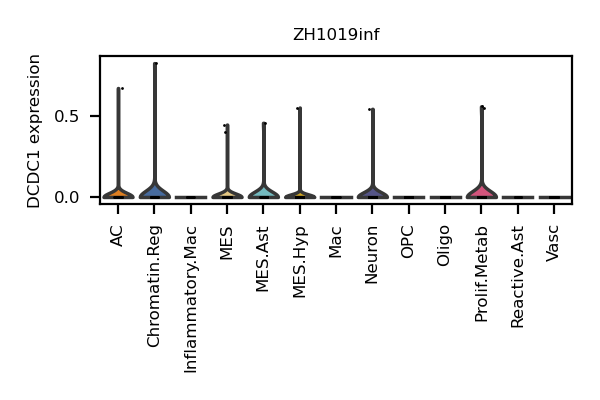 ZH1019inf
DCDC1 expression
0.5
0.0
AC
Chromatin.Reg
Inflammatory.Mac
MES
MES.Ast
MES.Hyp
Mac
Neuron
OPC
Oligo
Prolif.Metab
Reactive.Ast
Vasc